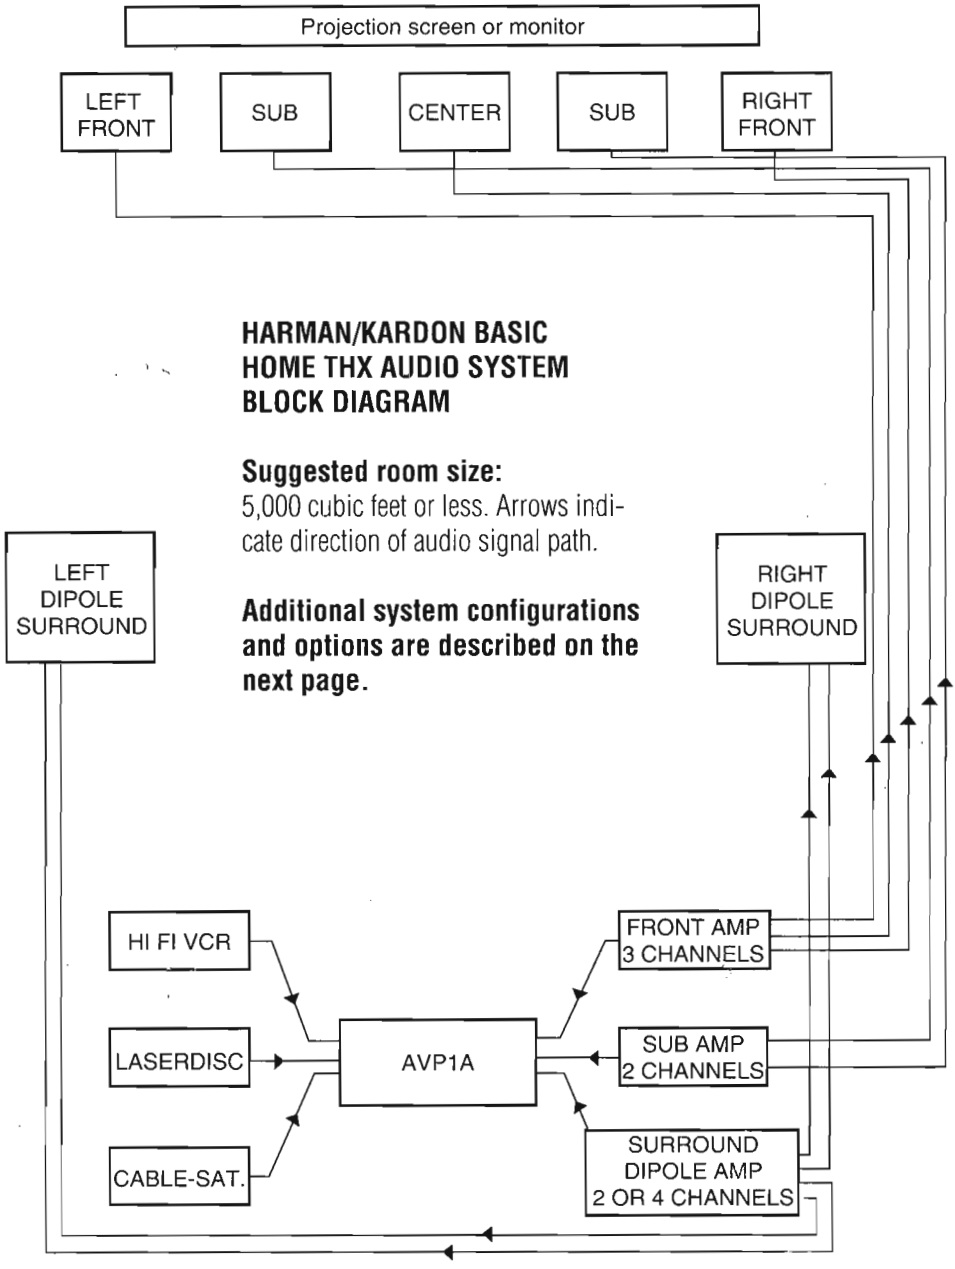 Projection screen or monitor
LEFT
FRONT
SUB
CENTER
SUB
RIGHT
FRONT
HARMAN/KARDON BASIC
HOME THX AUDIO SYSTEM
BLOCK DIAGRAM
Suggested room size:
5,000 cubic feet or less. Arrows indi-
cate direction of audio signal path.
Additional system configurations
and options are described on the
next page.
LEFT
DIPOLE
SURROUND
RIGHT
DIPOLE
SURROUND
HI FI VCR
LASERDISC
CABLE-SAT.
AVP1A
FRONT AMP
3 CHANNELS
SUB AMP
2 CHANNELS
SURROUND
DIPOLE AMP
2 OR 4 CHANNELS